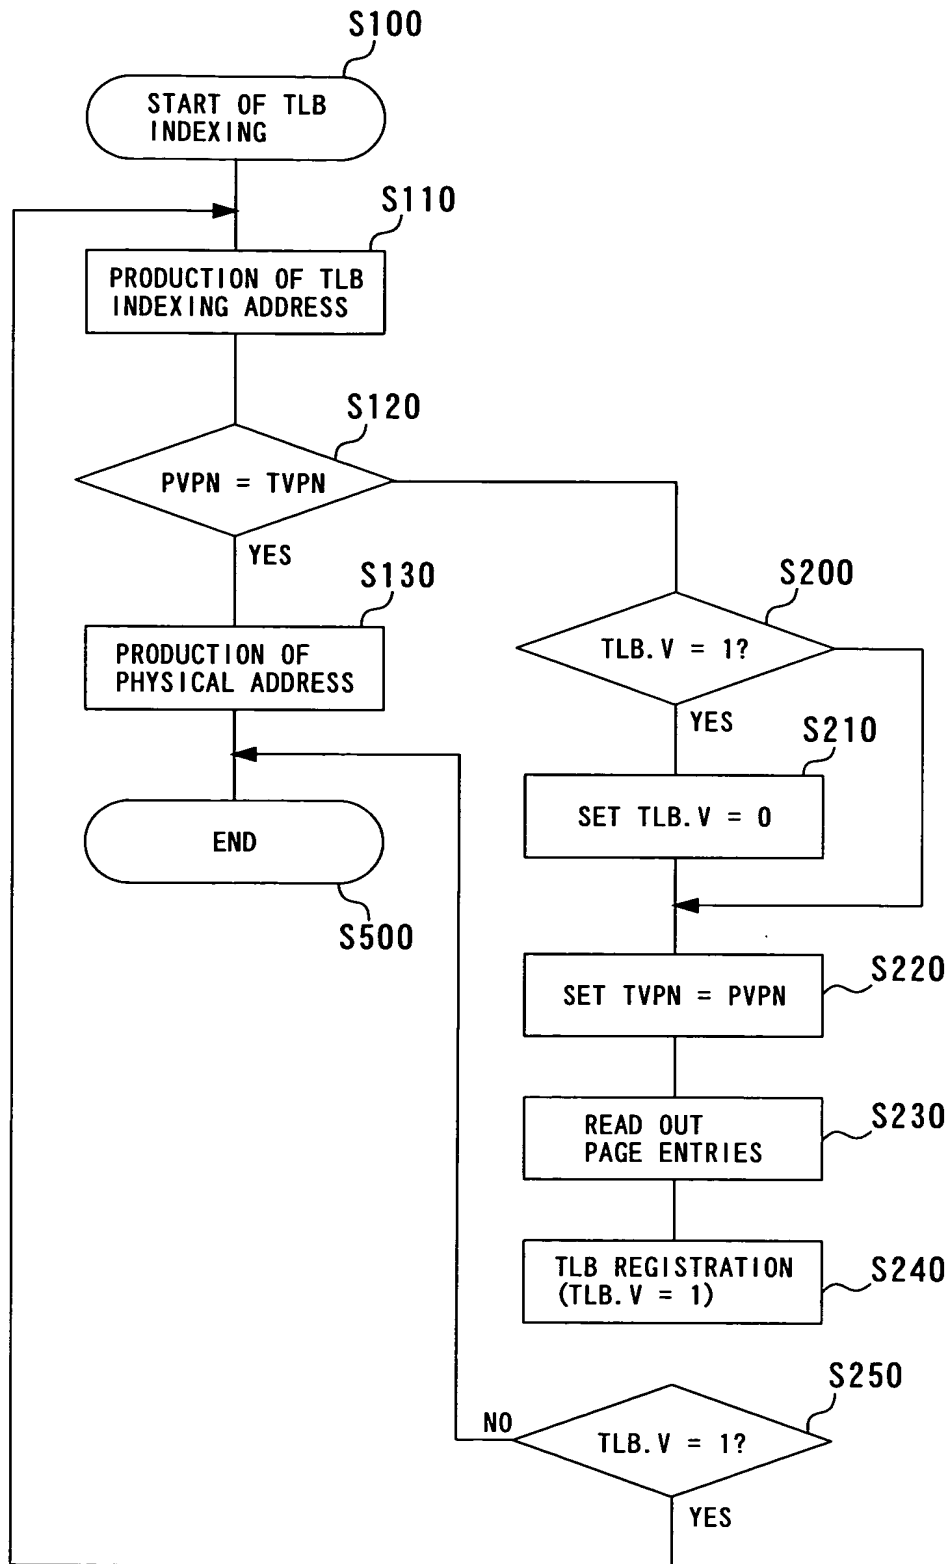 S100
START OF TLB
INDEXING
S110
PRODUCTION OF TLB
INDEXING ADDRESS
S120
PVPN = TVPN
YES
S130
PRODUCTION OF
PHYSICAL ADDRESS
END
S500
S200
TLB.V = 1?
YES
S210
SET TLB.V = 0
S220
SET TVPN = PVPN
S230
READ OUT
PAGE ENTRIES
S240
TLB REGISTRATION
(TLB.V = 1)
S250
NO
TLB.V = 1?
YES